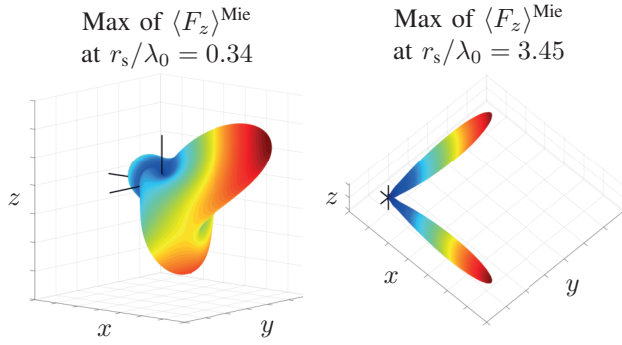 Max of ⟨F_z⟩^Mie
at r_s/λ_0 = 0.34
z
x
y
Max of ⟨F_z⟩^Mie
at r_s/λ_0 = 3.45
z
x
y